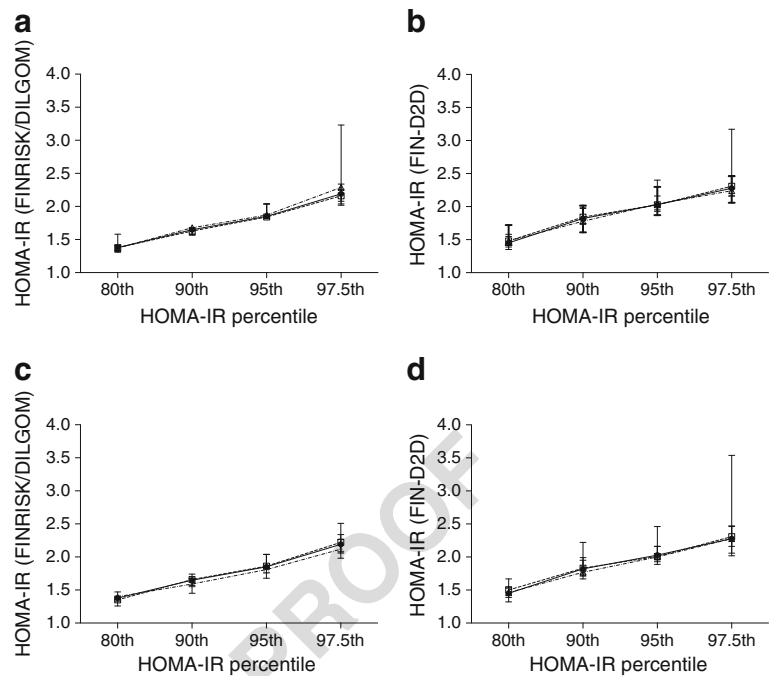 a
HOMA-IR (FINRISK/DILGOM)
4.0
3.5
3.0
2.5
2.0
1.5
1.0
80th 90th 95th 97.5th
HOMA-IR percentile
b
HOMA-IR (FIN-D2D)
4.0
3.5
3.0
2.5
2.0
1.5
1.0
80th 90th 95th 97.5th
HOMA-IR percentile
c
HOMA-IR (FINRISK/DILGOM)
4.0
3.5
3.0
2.5
2.0
1.5
1.0
80th 90th 95th 97.5th
HOMA-IR percentile
d
HOMA-IR (FIN-D2D)
4.0
3.5
3.0
2.5
2.0
1.5
1.0
80th 90th 95th 97.5th
HOMA-IR percentile
PROOF